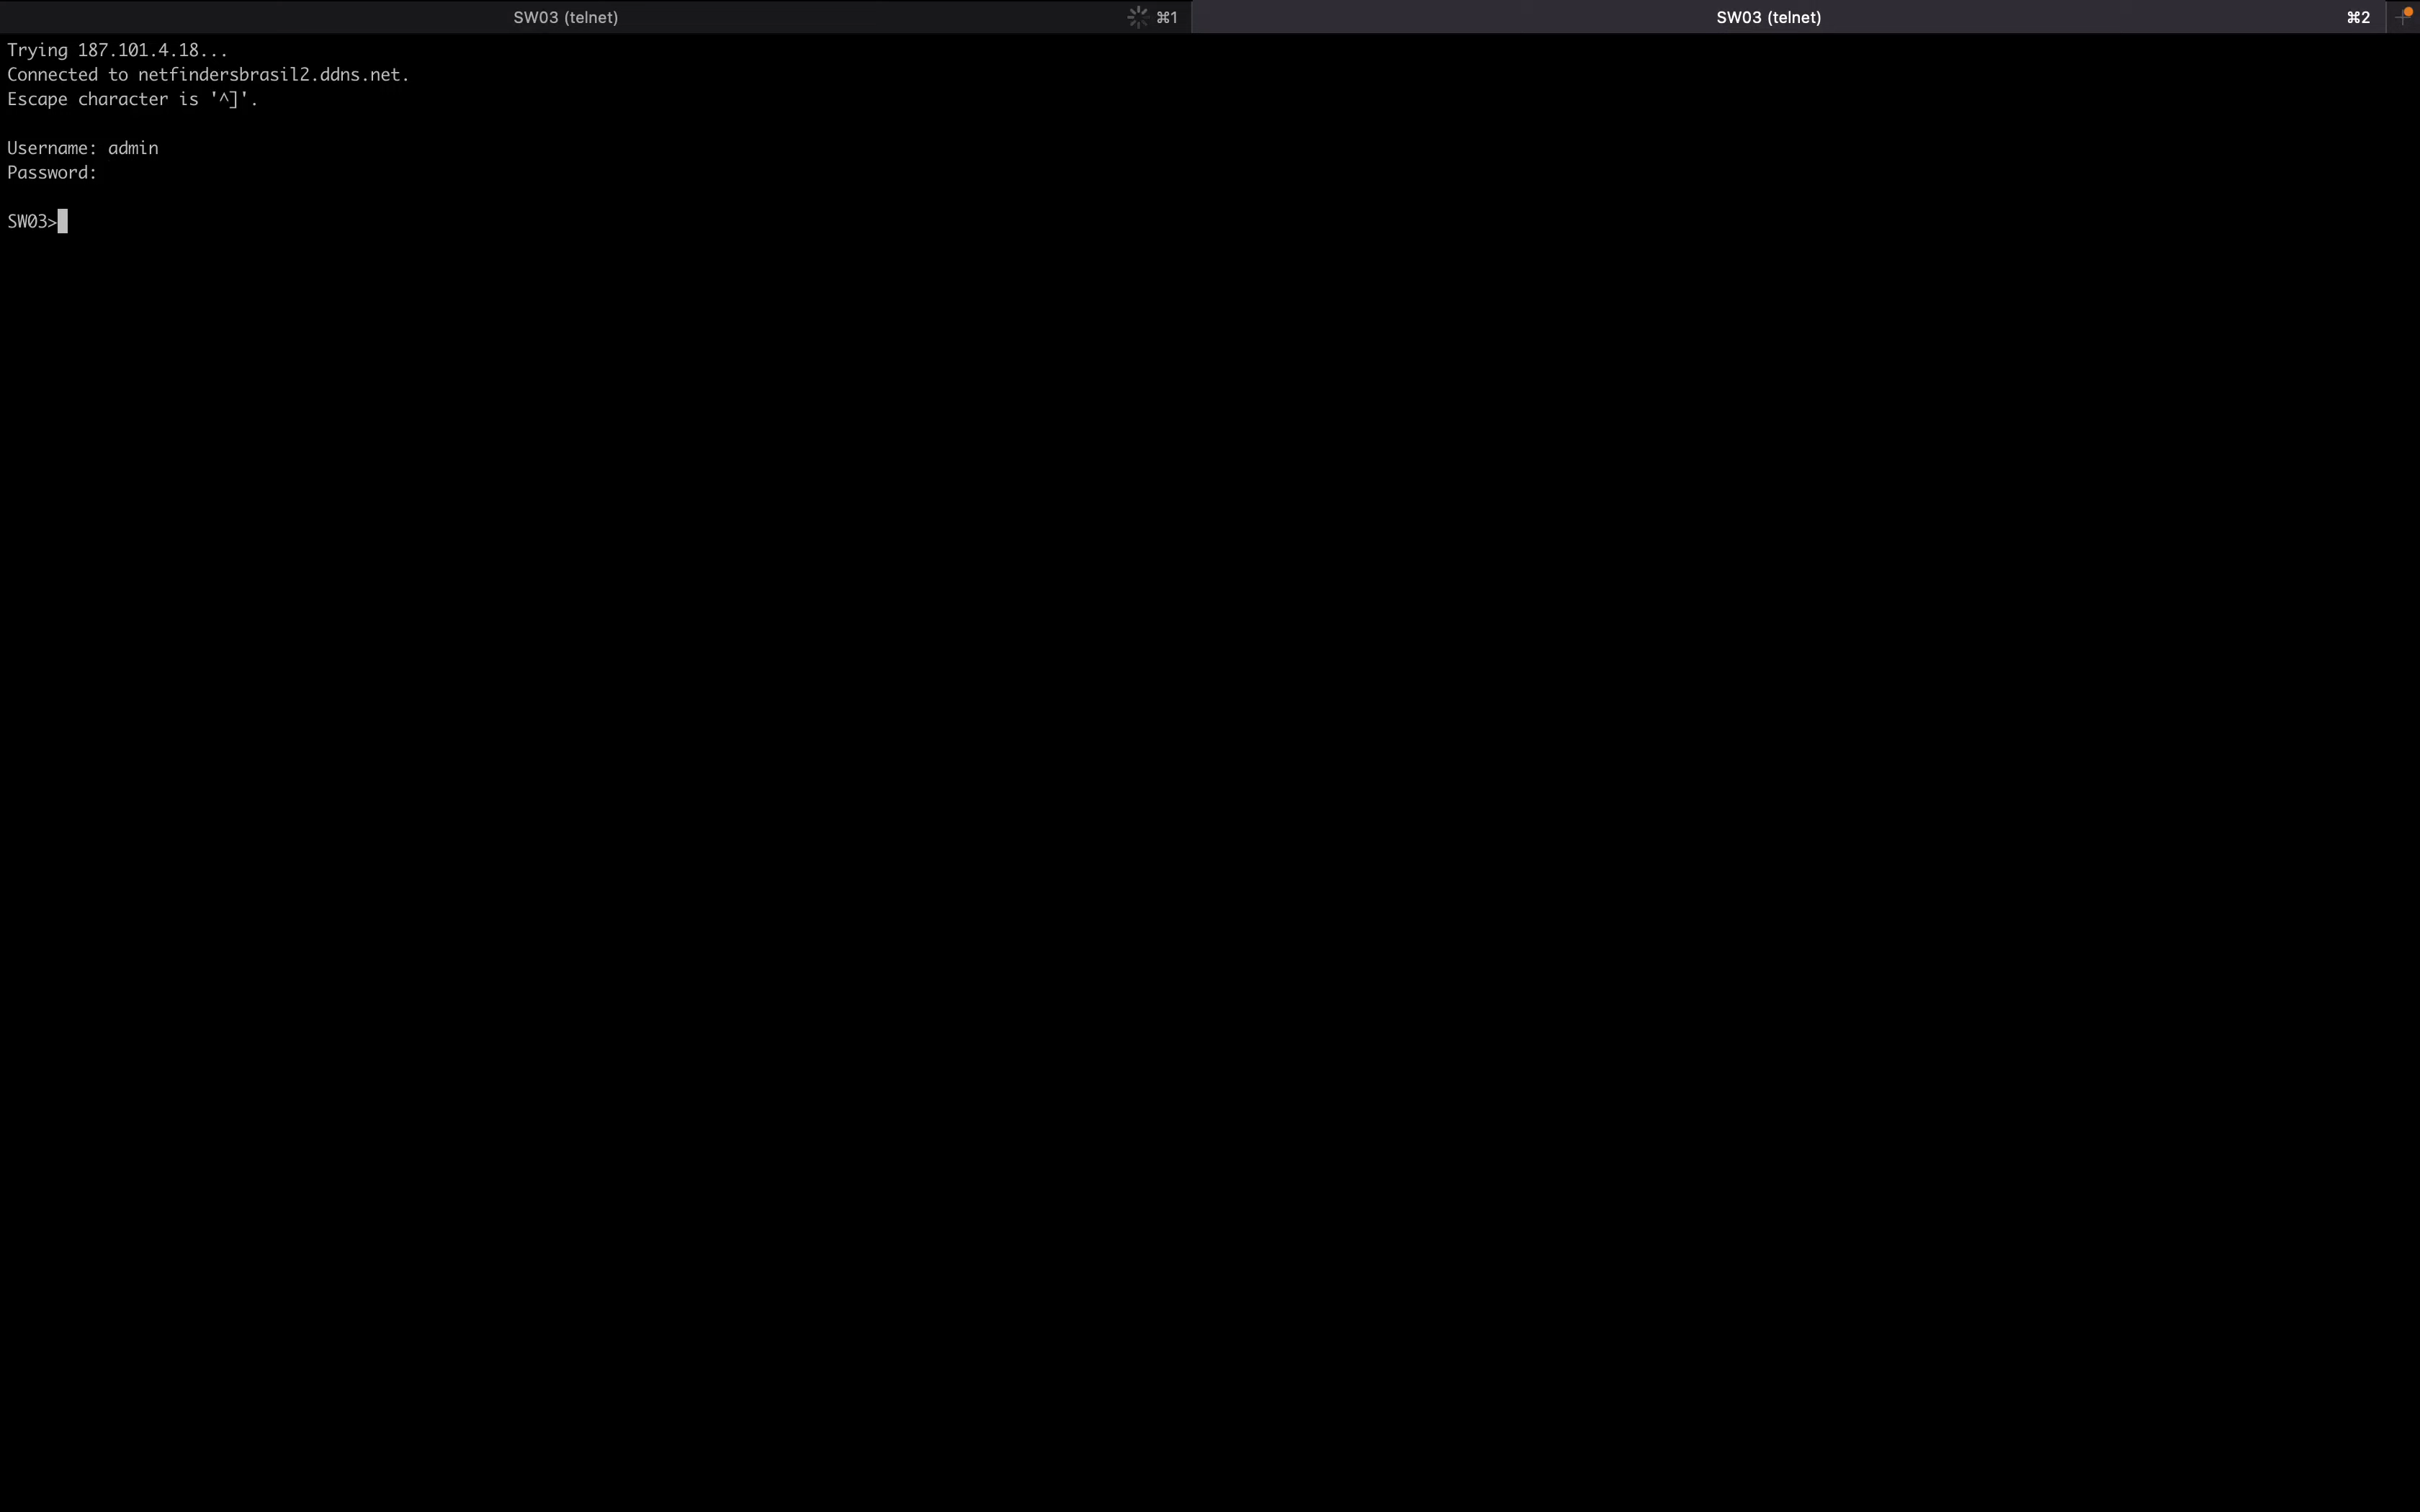 SW03 (telnet) ⌘1 SW03 (telnet) ⌘2 +
Trying 187.101.4.18...
Connected to netfindersbrasil2.ddns.net.
Escape character is '^]'.
Username: admin
Password:
SW03>